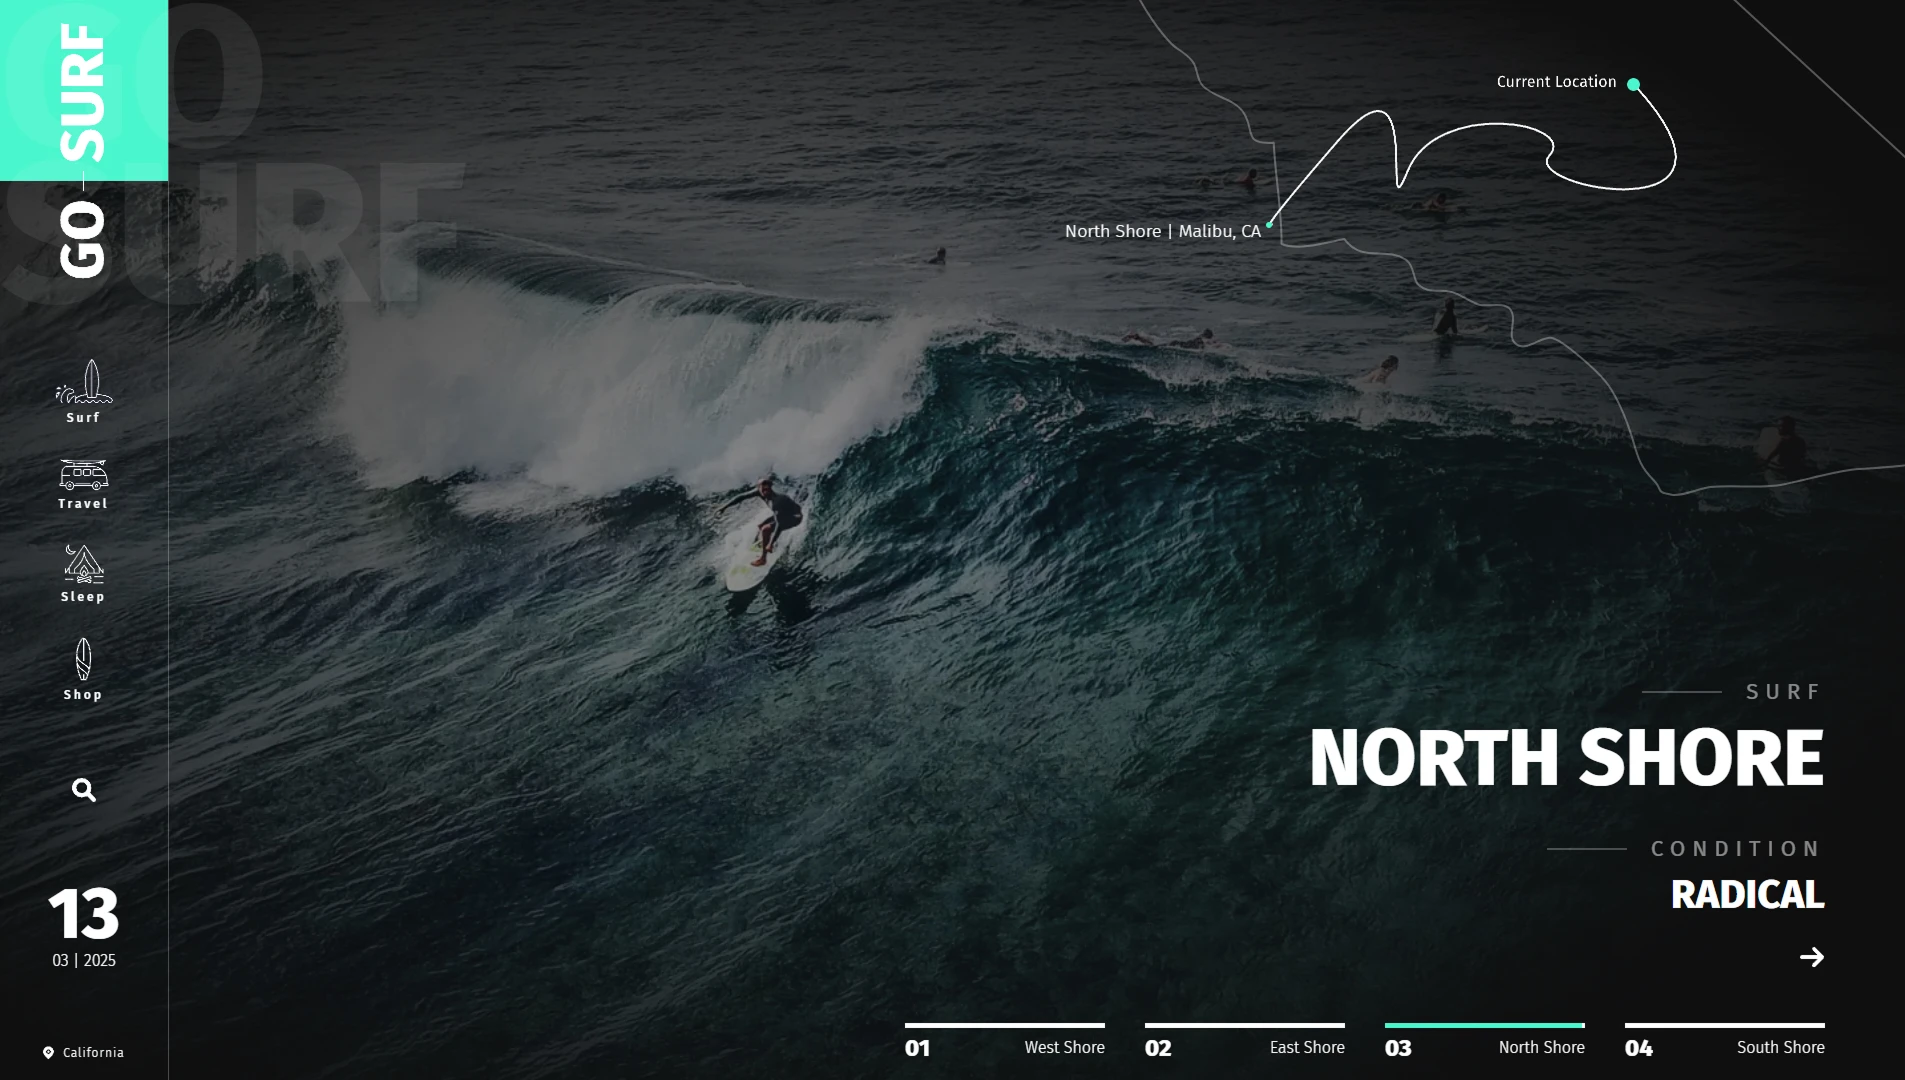 GO — SURF
GO
SURF
Surf
Travel
Sleep
Shop
13
03 | 2025
California
Current Location
North Shore | Malibu, CA
SURF
NORTH SHORE
CONDITION
RADICAL
01 West Shore
02 East Shore
03 North Shore
04 South Shore